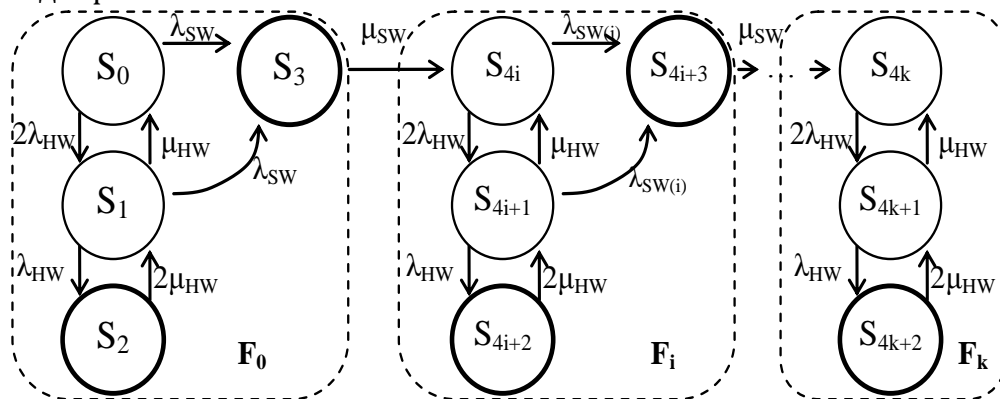 λSW μSW λSW(i) μSW
S0 S3 S4i S4i+3 . . . S4k
2λHW μHW λSW 2λHW μHW λSW(i) 2λHW μHW
S1 S4i+1 S4k+1
λHW 2μHW λHW 2μHW λHW 2μHW
S2 F0 S4i+2 Fi S4k+2 Fk